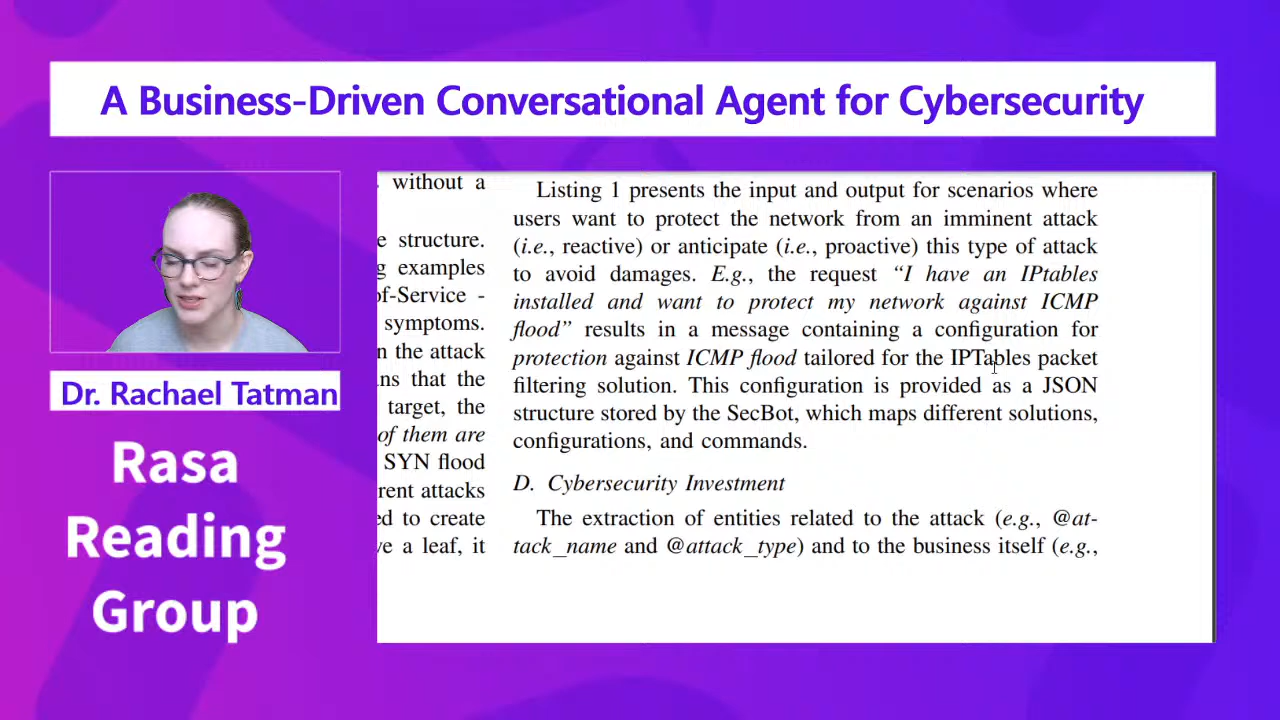 A Business-Driven Conversational Agent for Cybersecurity
Dr. Rachael Tatman
Rasa
Reading
Group
without a
e structure.
g examples
of-Service -
symptoms.
n the attack
ns that the
target, the
of them are
SYN flood
rent attacks
ed to create
ve a leaf, it
Listing 1 presents the input and output for scenarios where
users want to protect the network from an imminent attack
(i.e., reactive) or anticipate (i.e., proactive) this type of attack
to avoid damages. E.g., the request “I have an IPtables
installed and want to protect my network against ICMP
flood” results in a message containing a configuration for
protection against ICMP flood tailored for the IPTables packet
filtering solution. This configuration is provided as a JSON
structure stored by the SecBot, which maps different solutions,
configurations, and commands.
D. Cybersecurity Investment
The extraction of entities related to the attack (e.g., @at-
tack_name and @attack_type) and to the business itself (e.g.,